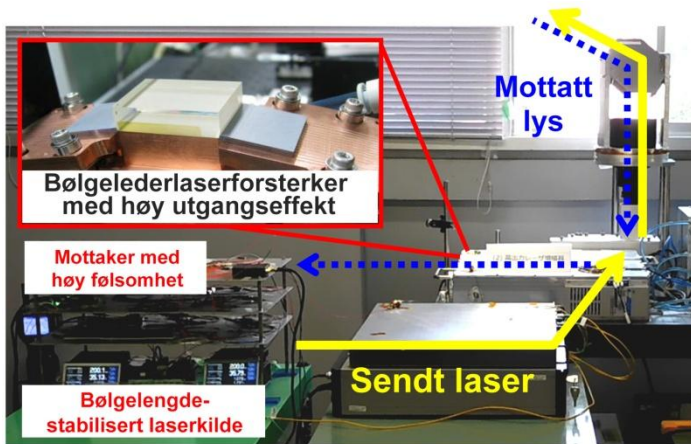 Mottatt
lys
Bølgelederlaserforsterker
med høy utgangseffekt
Mottaker med
høy følsomhet
Sendt laser
Bølgelengde-
stabilisert laserkilde